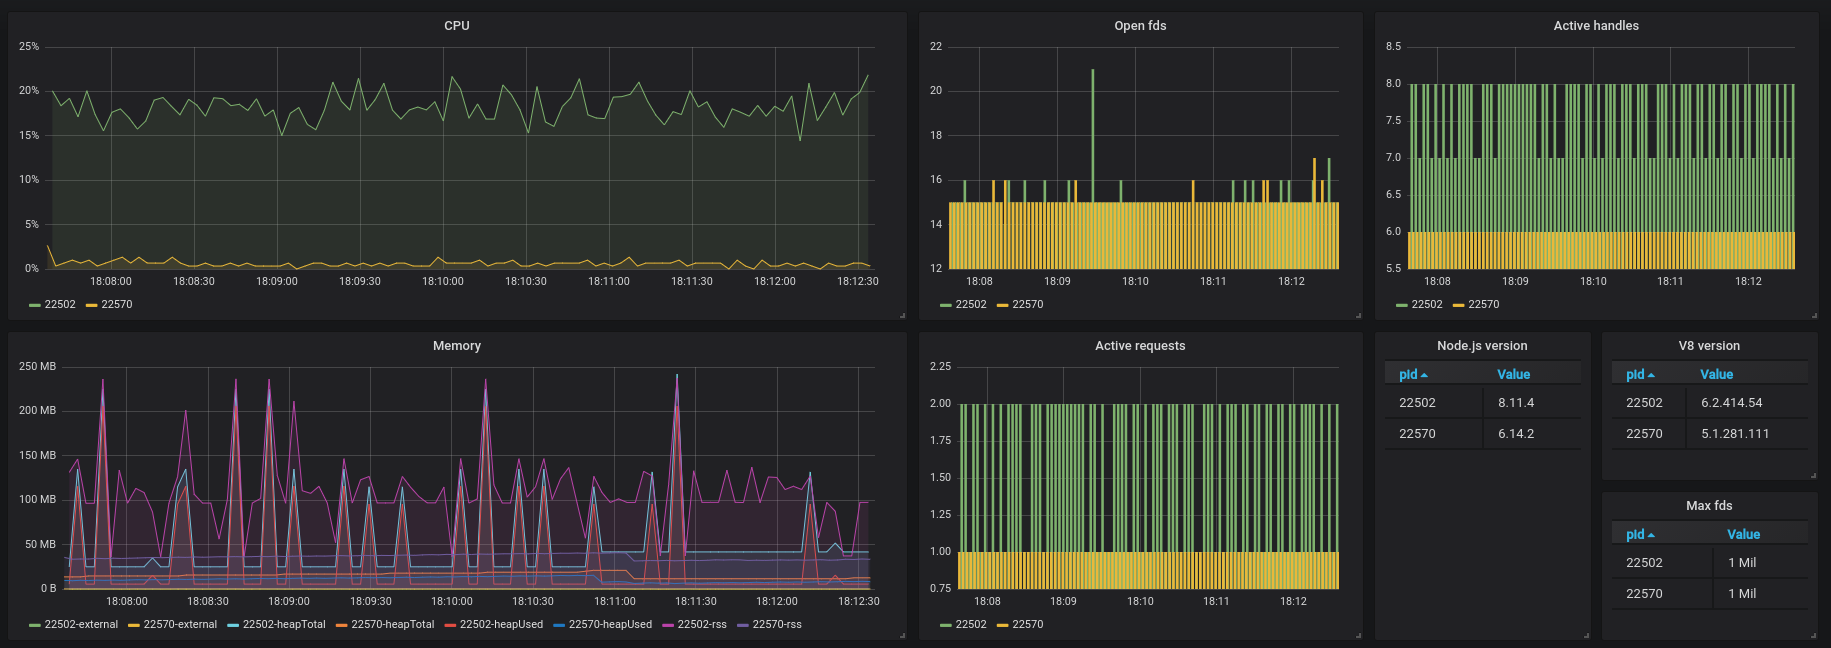 CPU
25%
20%
15%
10%
5%
0%
18:08:00 18:08:30 18:09:00 18:09:30 18:10:00 18:10:30 18:11:00 18:11:30 18:12:00 18:12:30
22502 22570
Open fds
22
20
18
16
14
12
18:08 18:09 18:10 18:11 18:12
22502 22570
Active handles
8.5
8.0
7.5
7.0
6.5
6.0
5.5
18:08 18:09 18:10 18:11 18:12
22502 22570
Memory
250 MB
200 MB
150 MB
100 MB
50 MB
0 B
18:08:00 18:08:30 18:09:00 18:09:30 18:10:00 18:10:30 18:11:00 18:11:30 18:12:00 18:12:30
22502-external 22570-external 22502-heapTotal 22570-heapTotal 22502-heapUsed 22570-heapUsed 22502-rss 22570-rss
Active requests
2.25
2.00
1.75
1.50
1.25
1.00
0.75
18:08 18:09 18:10 18:11 18:12
22502 22570
Node.js version
pid Value
22502 8.11.4
22570 6.14.2
V8 version
pid Value
22502 6.2.414.54
22570 5.1.281.111
Max fds
pid Value
22502 1 Mil
22570 1 Mil